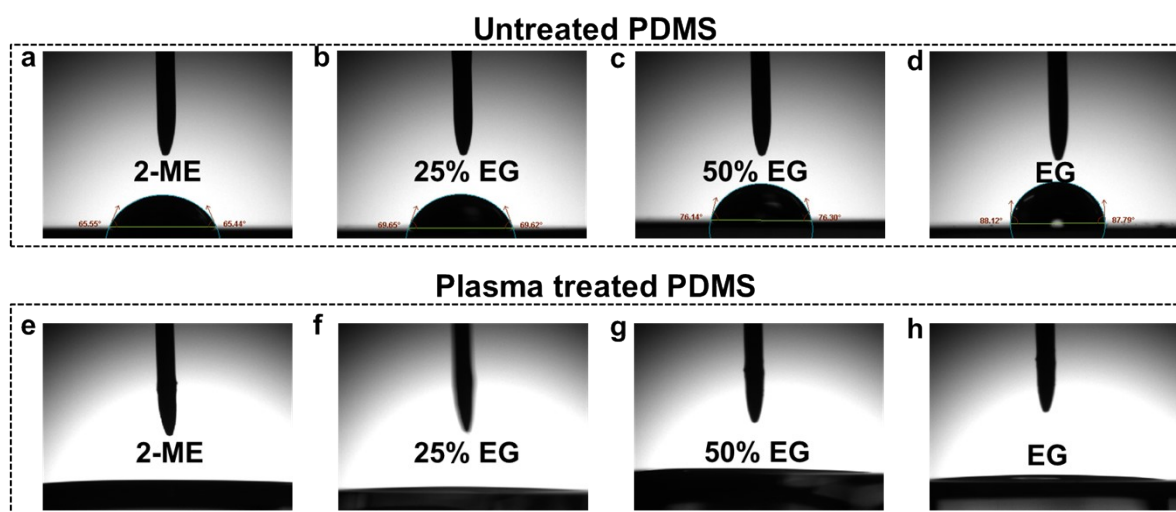 Untreated PDMS
a b c d
2-ME 25% EG 50% EG EG
65.55° 65.44° 69.65° 69.62° 76.14° 76.30° 88.12° 87.79°
Plasma treated PDMS
e f g h
2-ME 25% EG 50% EG EG